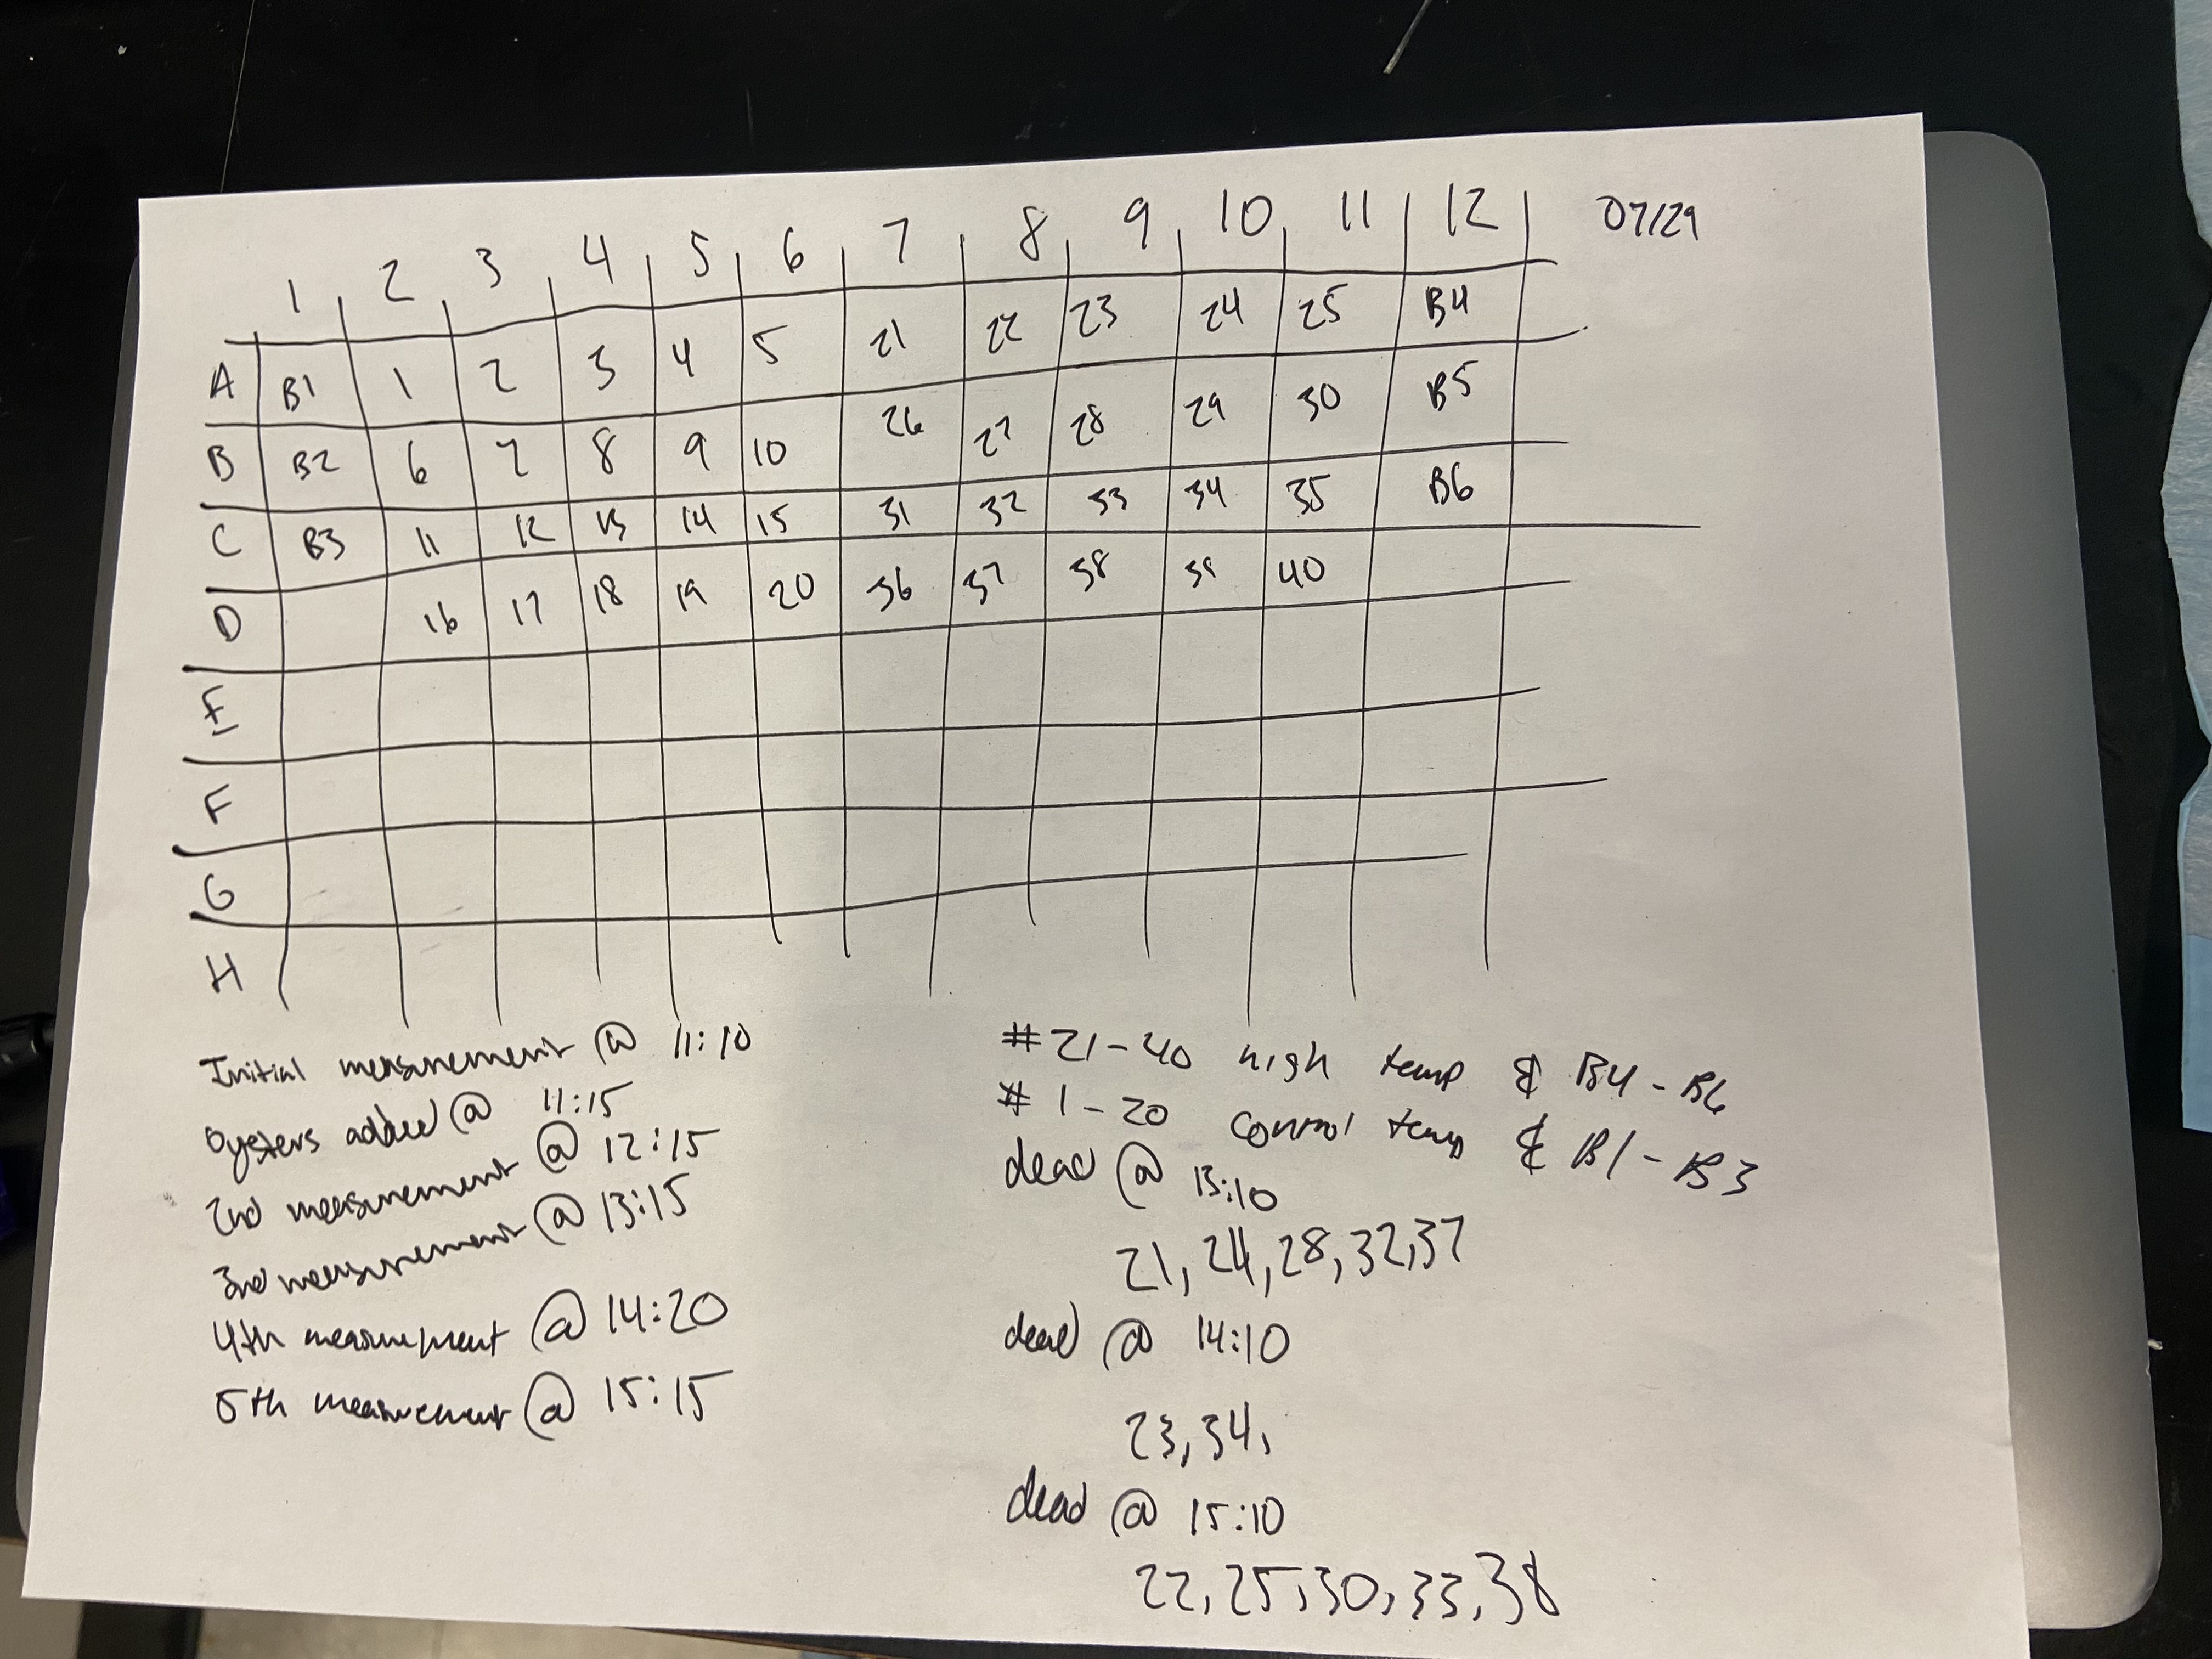 1 2 3 4 5 6 7 8 9 10 11 12 07/29
A B1 1 2 3 4 5 21 22 23 24 25 B4
B B2 6 7 8 9 10 26 27 28 29 30 B5
C B3 11 12 13 14 15 31 32 33 34 35 B6
D 16 17 18 19 20 36 37 38 39 40
E
F
G
H
Initial measurement @ 11:10
oysters added @ 11:15
2nd measurement @ 12:15
3rd measurement @ 13:15
4th measurement @ 14:20
5th measurement @ 15:15
#21-40 high temp & B4-B6
# 1-20 control temp & B1-B3
dead @ 13:10
21, 24, 28, 32, 37
dead @ 14:10
23, 34,
dead @ 15:10
22, 25, 30, 33, 38